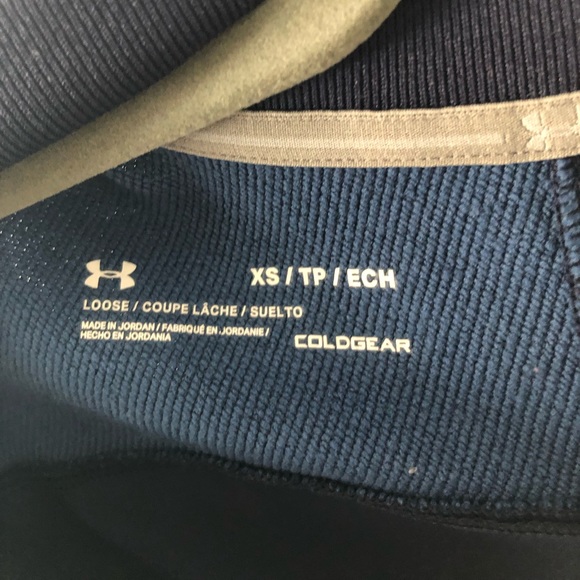 XS / TP / ECH
LOOSE / COUPE LÂCHE / SUELTO
MADE IN JORDAN / FABRIQUÉ EN JORDANIE /
HECHO EN JORDANIA
COLDGEAR